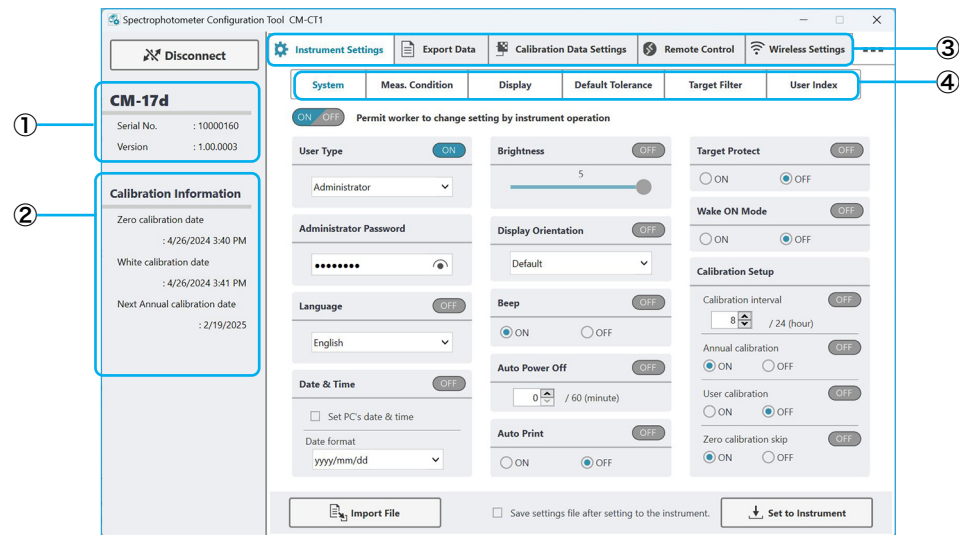 Spectrophotometer Configuration Tool CM-CT1
Disconnect
Instrument Settings
Export Data
Calibration Data Settings
Remote Control
Wireless Settings
③
System
Meas. Condition
Display
Default Tolerance
Target Filter
User Index
④
①
CM-17d
Serial No. : 10000160
Version : 1.00.0003
②
Calibration Information
Zero calibration date
: 4/26/2024 3:40 PM
White calibration date
: 4/26/2024 3:41 PM
Next Annual calibration date
: 2/19/2025
ON OFF Permit worker to change setting by instrument operation
User Type ON
Administrator
Administrator Password
••••••••
Language OFF
English
Date & Time OFF
Set PC's date & time
Date format
yyyy/mm/dd
Brightness OFF
5
Display Orientation OFF
Default
Beep OFF
ON OFF
Auto Power Off OFF
0 / 60 (minute)
Auto Print OFF
ON OFF
Target Protect OFF
ON OFF
Wake ON Mode OFF
ON OFF
Calibration Setup
Calibration interval OFF
8 / 24 (hour)
Annual calibration OFF
ON OFF
User calibration OFF
ON OFF
Zero calibration skip OFF
ON OFF
Import File
Save settings file after setting to the instrument.
Set to Instrument